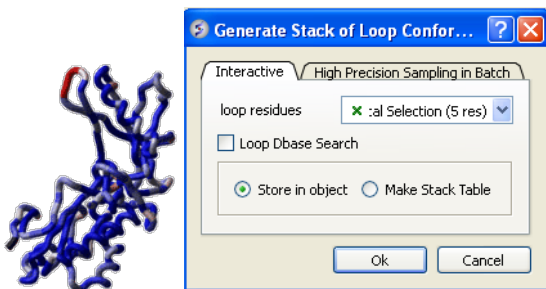 Generate Stack of Loop Confor...
Interactive
High Precision Sampling in Batch
loop residues
:al Selection (5 res)
Loop Dbase Search
Store in object
Make Stack Table
Ok
Cancel